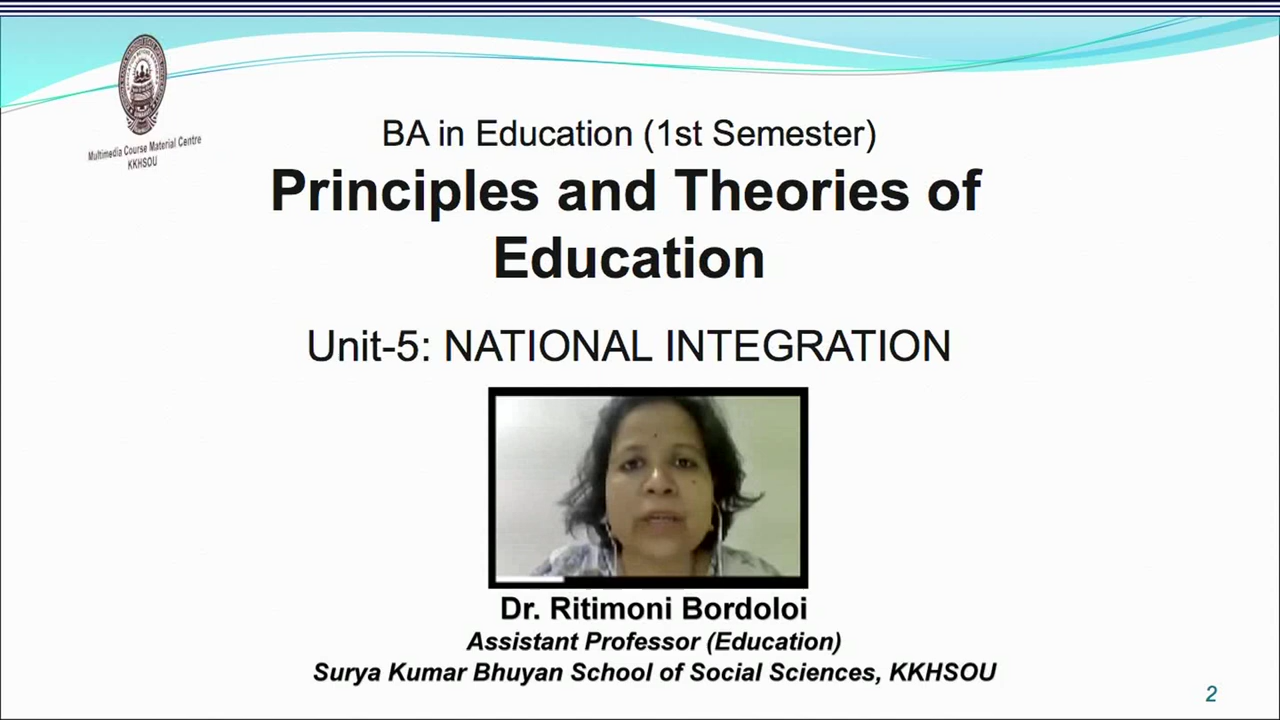 Multimedia Course Material Centre
KKHSOU
BA in Education (1st Semester)
Principles and Theories of
Education
Unit-5: NATIONAL INTEGRATION
Dr. Ritimoni Bordoloi
Assistant Professor (Education)
Surya Kumar Bhuyan School of Social Sciences, KKHSOU
2